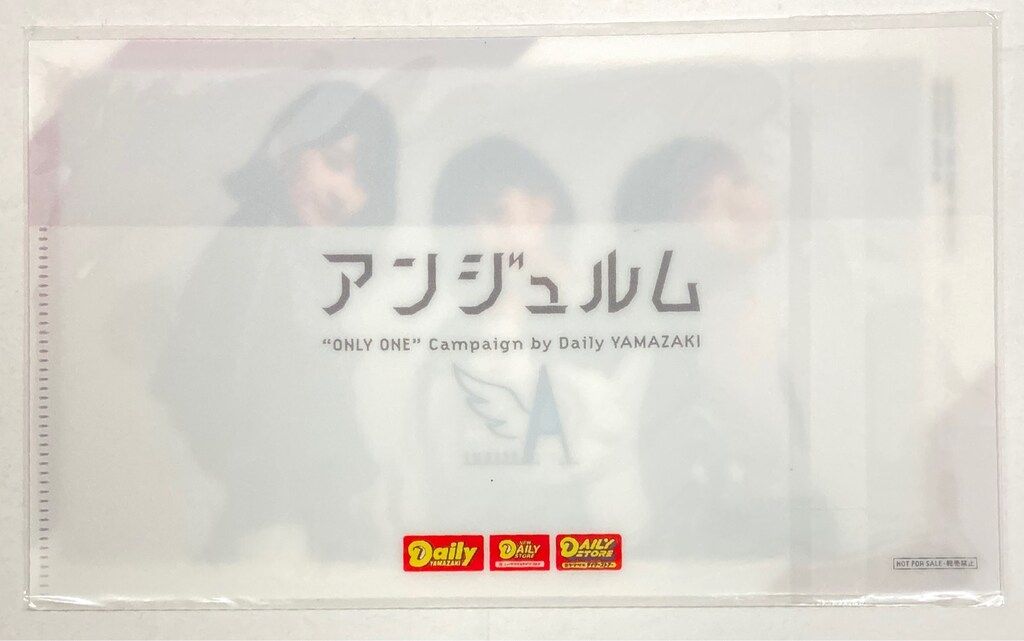 アンジュルム
“ONLY ONE” Campaign by Daily YAMAZAKI
A
Daily
YAMAZAKI
NEW
DAILY
STORE
DAILY
STORE
NOT FOR SALE・転売禁止